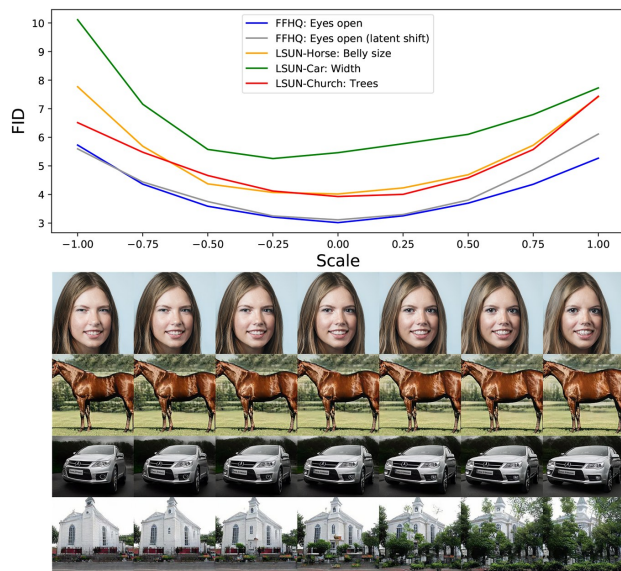 FFHQ: Eyes open
FFHQ: Eyes open (latent shift)
LSUN-Horse: Belly size
LSUN-Car: Width
LSUN-Church: Trees
10
9
8
7
6
5
4
3
FID
−1.00 −0.75 −0.50 −0.25 0.00 0.25 0.50 0.75 1.00
Scale